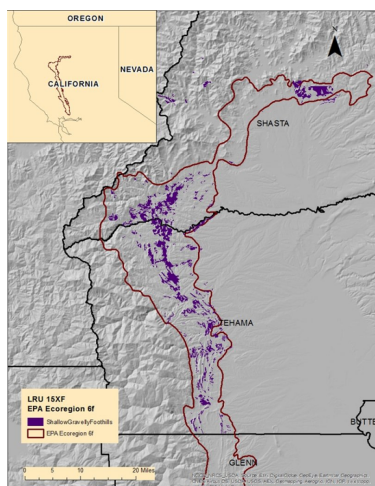 OREGON
NEVADA
CALIFORNIA
N
SHASTA
TEHAMA
LRU 15XF
EPA Ecoregion 6f
ShallowGravellyFoothills
EPA Ecoregion 6f
BUTTE
0 5 10 20 Miles
GLENN